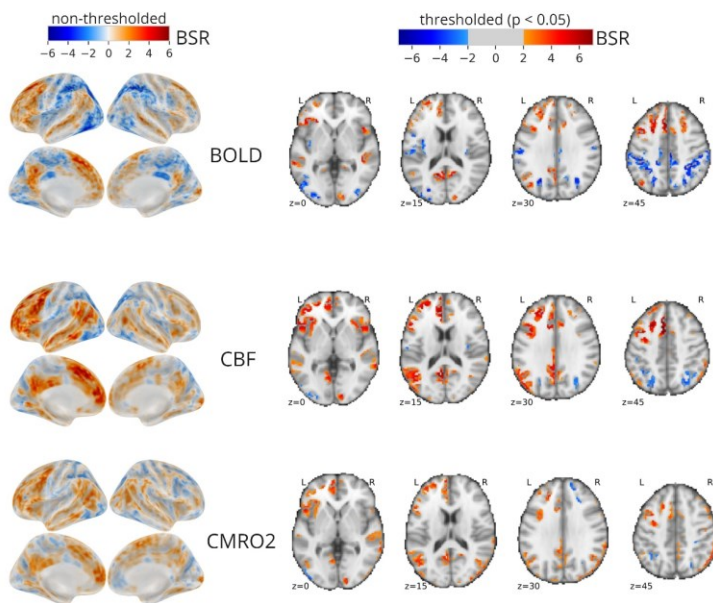 non-thresholded
BSR
−6 −4 −2 0 2 4 6
thresholded (p < 0.05)
BSR
−6 −4 −2 2 4 6
BOLD
L R L R L R L R
z=0 z=15 z=30 z=45
CBF
L R L R L R L R
z=0 z=15 z=30 z=45
CMRO2
L R L R L R L R
z=0 z=15 z=30 z=45